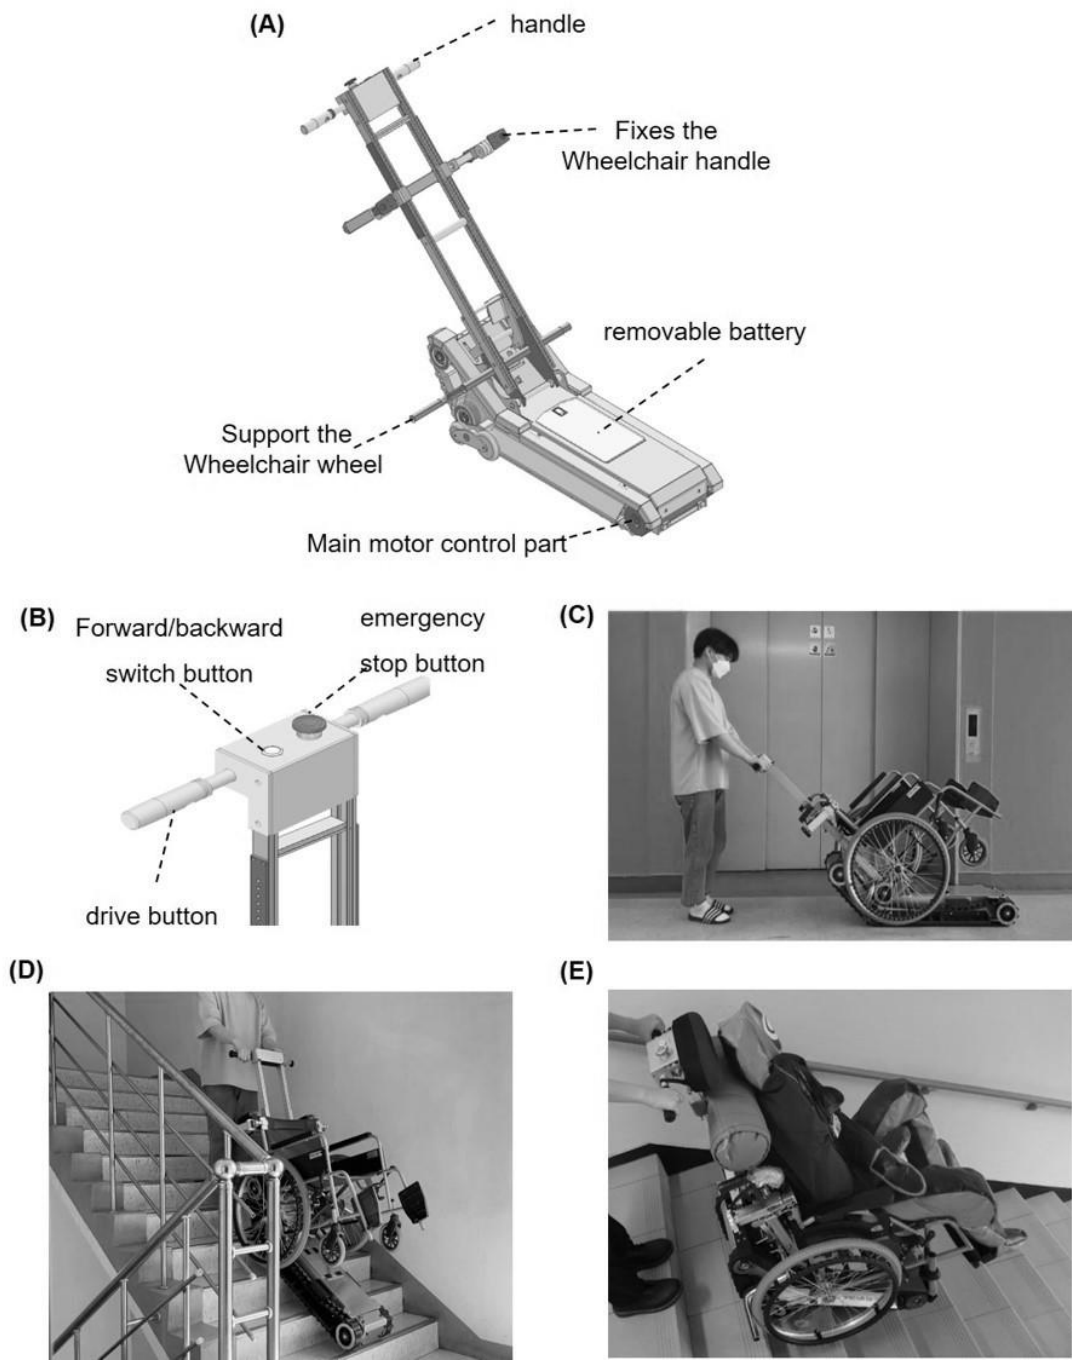 (A)
handle
Fixes the
Wheelchair handle
removable battery
Support the
Wheelchair wheel
Main motor control part
(B)
Forward/backward
switch button
emergency
stop button
drive button
(C)
(D)
(E)